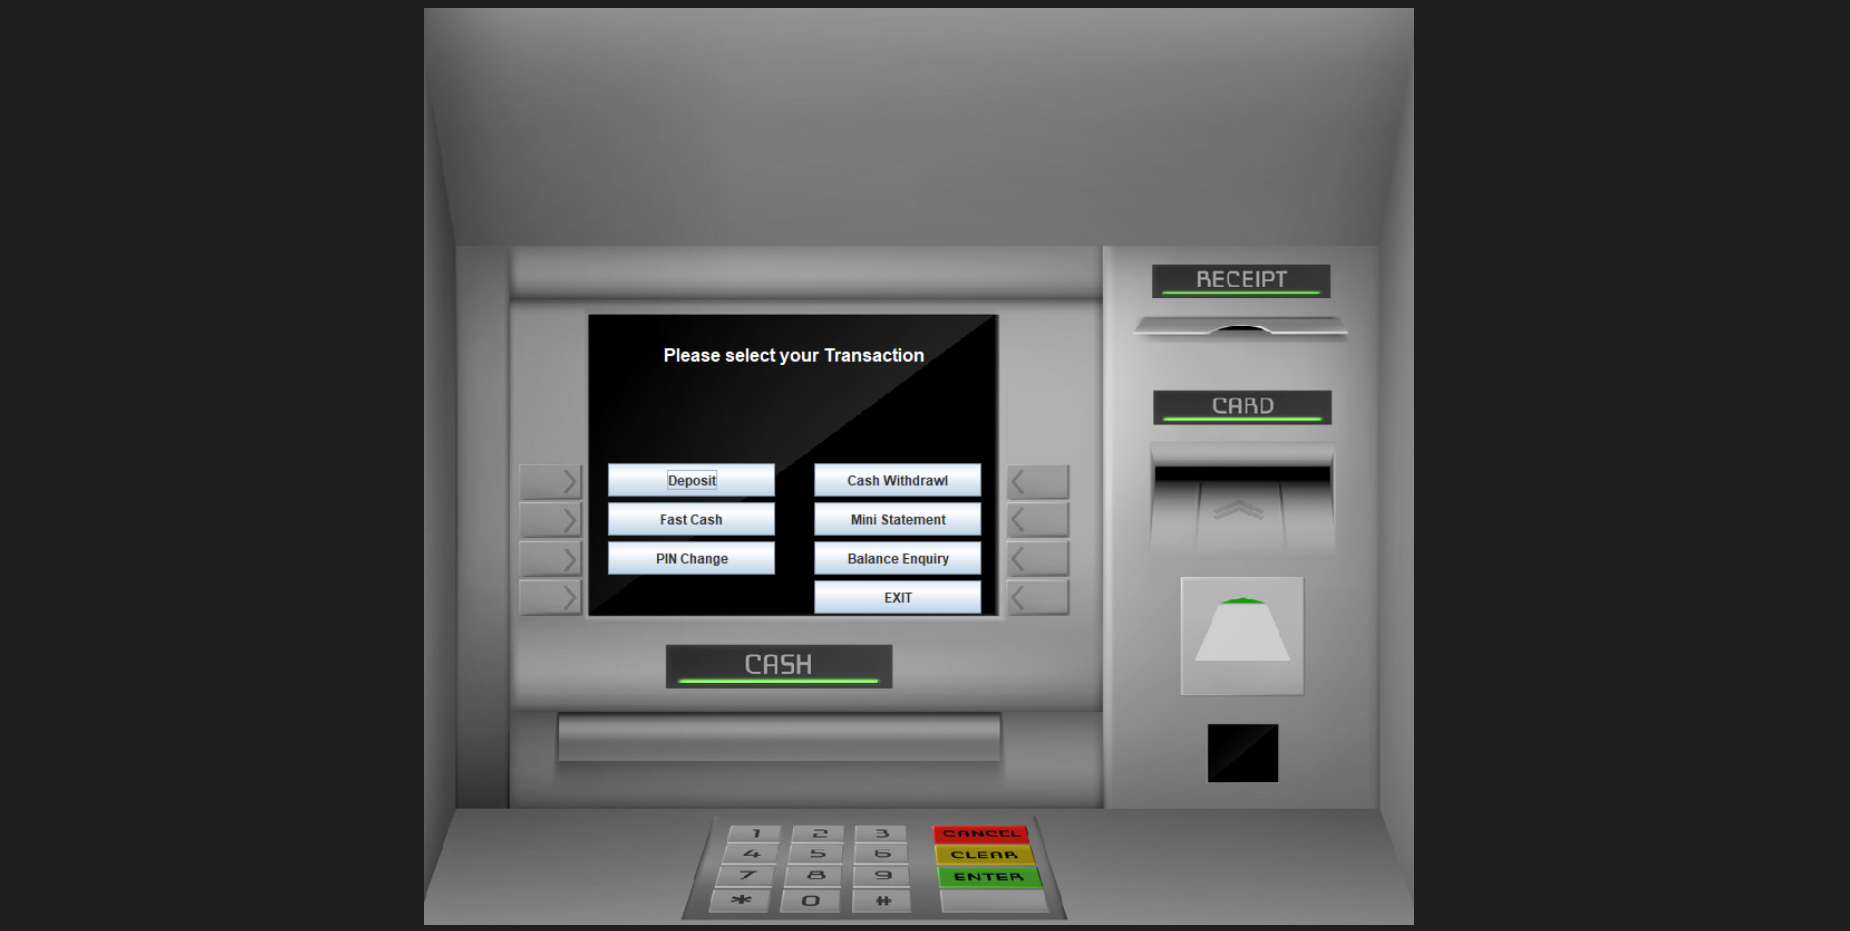 RECEIPT
Please select your Transaction
CARD
Deposit
Cash Withdrawl
Fast Cash
Mini Statement
PIN Change
Balance Enquiry
EXIT
CASH
1 2 3 CANCEL
4 5 6 CLEAR
7 8 9 ENTER
* 0 #